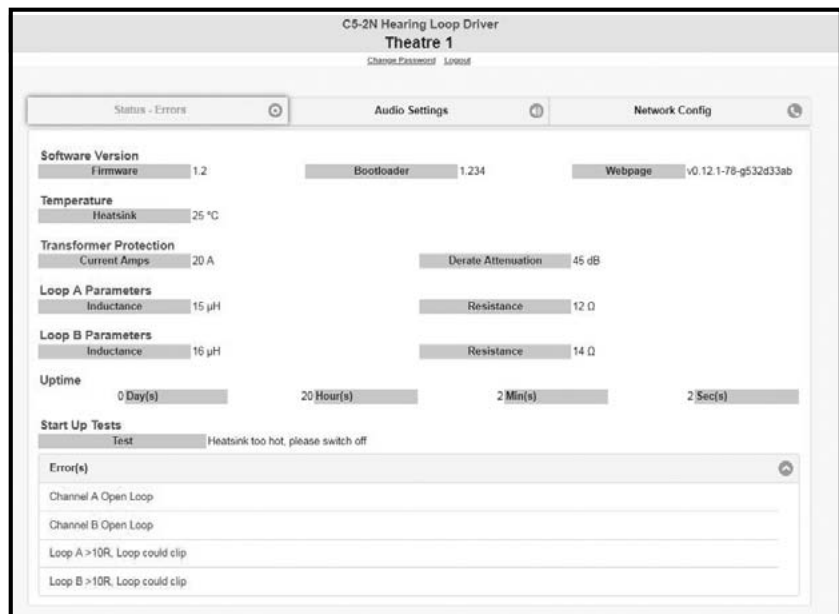 C5-2N Hearing Loop Driver
Theatre 1
Change Password Logout
Status - Errors Audio Settings Network Config
Software Version
Firmware 1.2 Bootloader 1.234 Webpage v0.12.1-78-g532d33ab
Temperature
Heatsink 25 °C
Transformer Protection
Current Amps 20 A Derate Attenuation 45 dB
Loop A Parameters
Inductance 15 µH Resistance 12 Ω
Loop B Parameters
Inductance 16 µH Resistance 14 Ω
Uptime
0 Day(s) 20 Hour(s) 2 Min(s) 2 Sec(s)
Start Up Tests
Test Heatsink too hot, please switch off
Error(s)
Channel A Open Loop
Channel B Open Loop
Loop A >10R, Loop could clip
Loop B >10R, Loop could clip